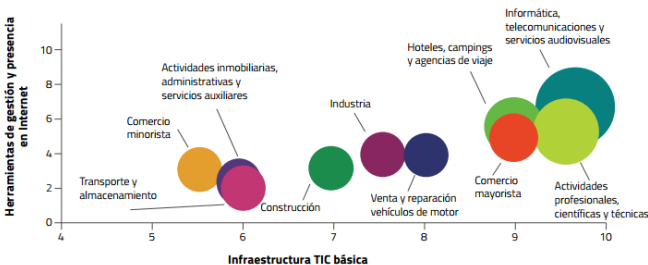 Informática,
telecomunicaciones y
servicios audiovisuales
Hoteles, campings
y agencias de viaje
Actividades inmobiliarias,
administrativas y
servicios auxiliares
Industria
Comercio
minorista
Transporte y
almacenamiento
Construcción
Venta y reparación
vehículos de motor
Comercio
mayorista
Actividades
profesionales,
científicas y técnicas
Herramientas de gestión y presencia
en Internet
10
8
6
4
2
0
4 5 6 7 8 9 10
Infraestructura TIC básica